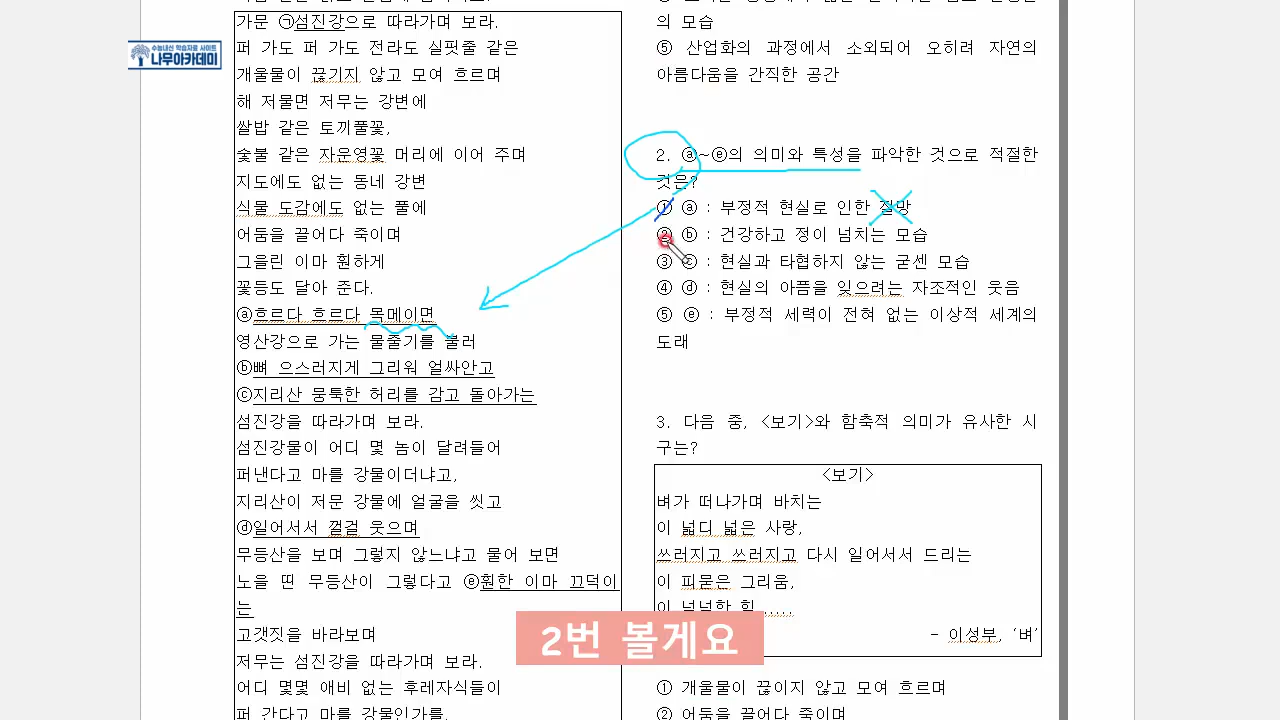 수능내신 학습자료 사이트
나무아카데미
가문 ㉠섬진강으로 따라가며 보라.
퍼 가도 퍼 가도 전라도 실핏줄 같은
개울물이 끊기지 않고 모여 흐르며
해 저물면 저무는 강변에
쌀밥 같은 토끼풀꽃,
숯불 같은 자운영꽃 머리에 이어 주며
지도에도 없는 동네 강변
식물 도감에도 없는 풀에
어둠을 끌어다 죽이며
그을린 이마 훤하게
꽃등도 달아 준다.
ⓐ흐르다 흐르다 목메이면
영산강으로 가는 물줄기를 불러
ⓑ뼈 으스러지게 그리워 얼싸안고
ⓒ지리산 뭉툭한 허리를 감고 돌아가는
섬진강을 따라가며 보라.
섬진강물이 어디 몇 놈이 달려들어
퍼낸다고 마를 강물이더냐고,
지리산이 저문 강물에 얼굴을 씻고
ⓓ일어서서 껄껄 웃으며
무등산을 보며 그렇지 않느냐고 물어 보면
노을 띤 무등산이 그렇다고 ⓔ훤한 이마 끄덕이
는
고갯짓을 바라보며
저무는 섬진강을 따라가며 보라.
어디 몇몇 애비 없는 후레자식들이
퍼 간다고 마를 강물인가를.
의 모습
⑤ 산업화의 과정에서 소외되어 오히려 자연의
아름다움을 간직한 공간
2. ⓐ~ⓔ의 의미와 특성을 파악한 것으로 적절한
것은?
① ⓐ : 부정적 현실로 인한 절망
② ⓑ : 건강하고 정이 넘치는 모습
③ ⓒ : 현실과 타협하지 않는 굳센 모습
④ ⓓ : 현실의 아픔을 잊으려는 자조적인 웃음
⑤ ⓔ : 부정적 세력이 전혀 없는 이상적 세계의
도래
3. 다음 중, <보기>와 함축적 의미가 유사한 시
구는?
<보기>
벼가 떠나가며 바치는
이 넓디 넓은 사랑,
쓰러지고 쓰러지고 다시 일어서서 드리는
이 피묻은 그리움,
이 넉넉한 힘.....
- 이성부, ‘벼’
① 개울물이 끊이지 않고 모여 흐르며
② 어둠을 끌어다 죽이며
2번 볼게요